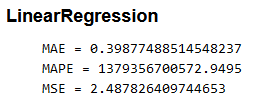 LinearRegression
MAE = 0.39877488514548237
MAPE = 1379356700572.9495
MSE = 2.487826409744653